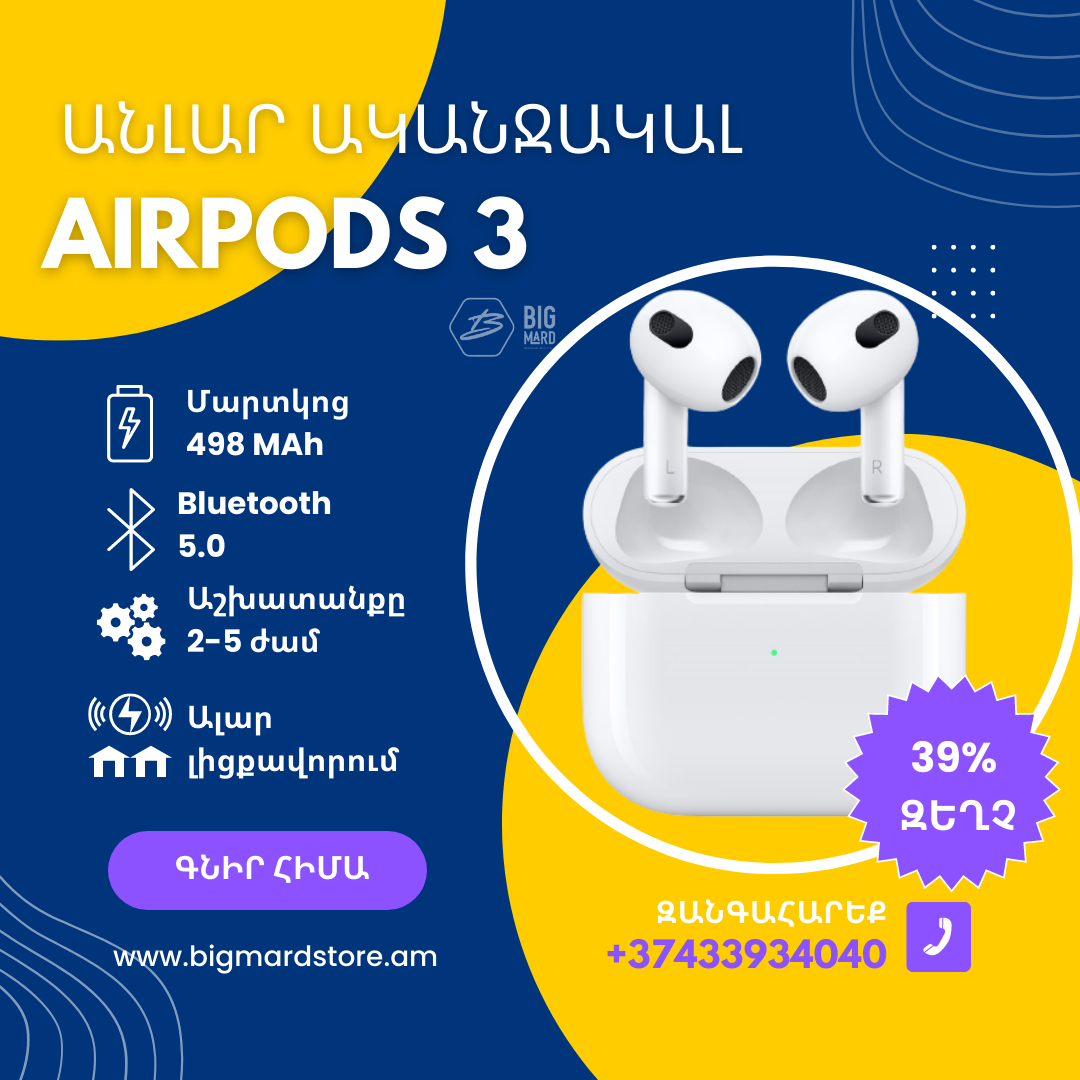 ԱՆԼԱՐ ԱԿԱՆՋԱԿԱԼ
AIRPODS 3
BIG
MARD
Մարտկոց
498 MAh
Bluetooth
5.0
Աշխատանքը
2-5 ժամ
Ալար
լիցքավորում
L
R
39%
ԶԵՂՉ
ԳՆԻՐ ՀԻՄԱ
www.bigmardstore.am
ԶԱՆԳԱՀԱՐԵՔ
+37433934040